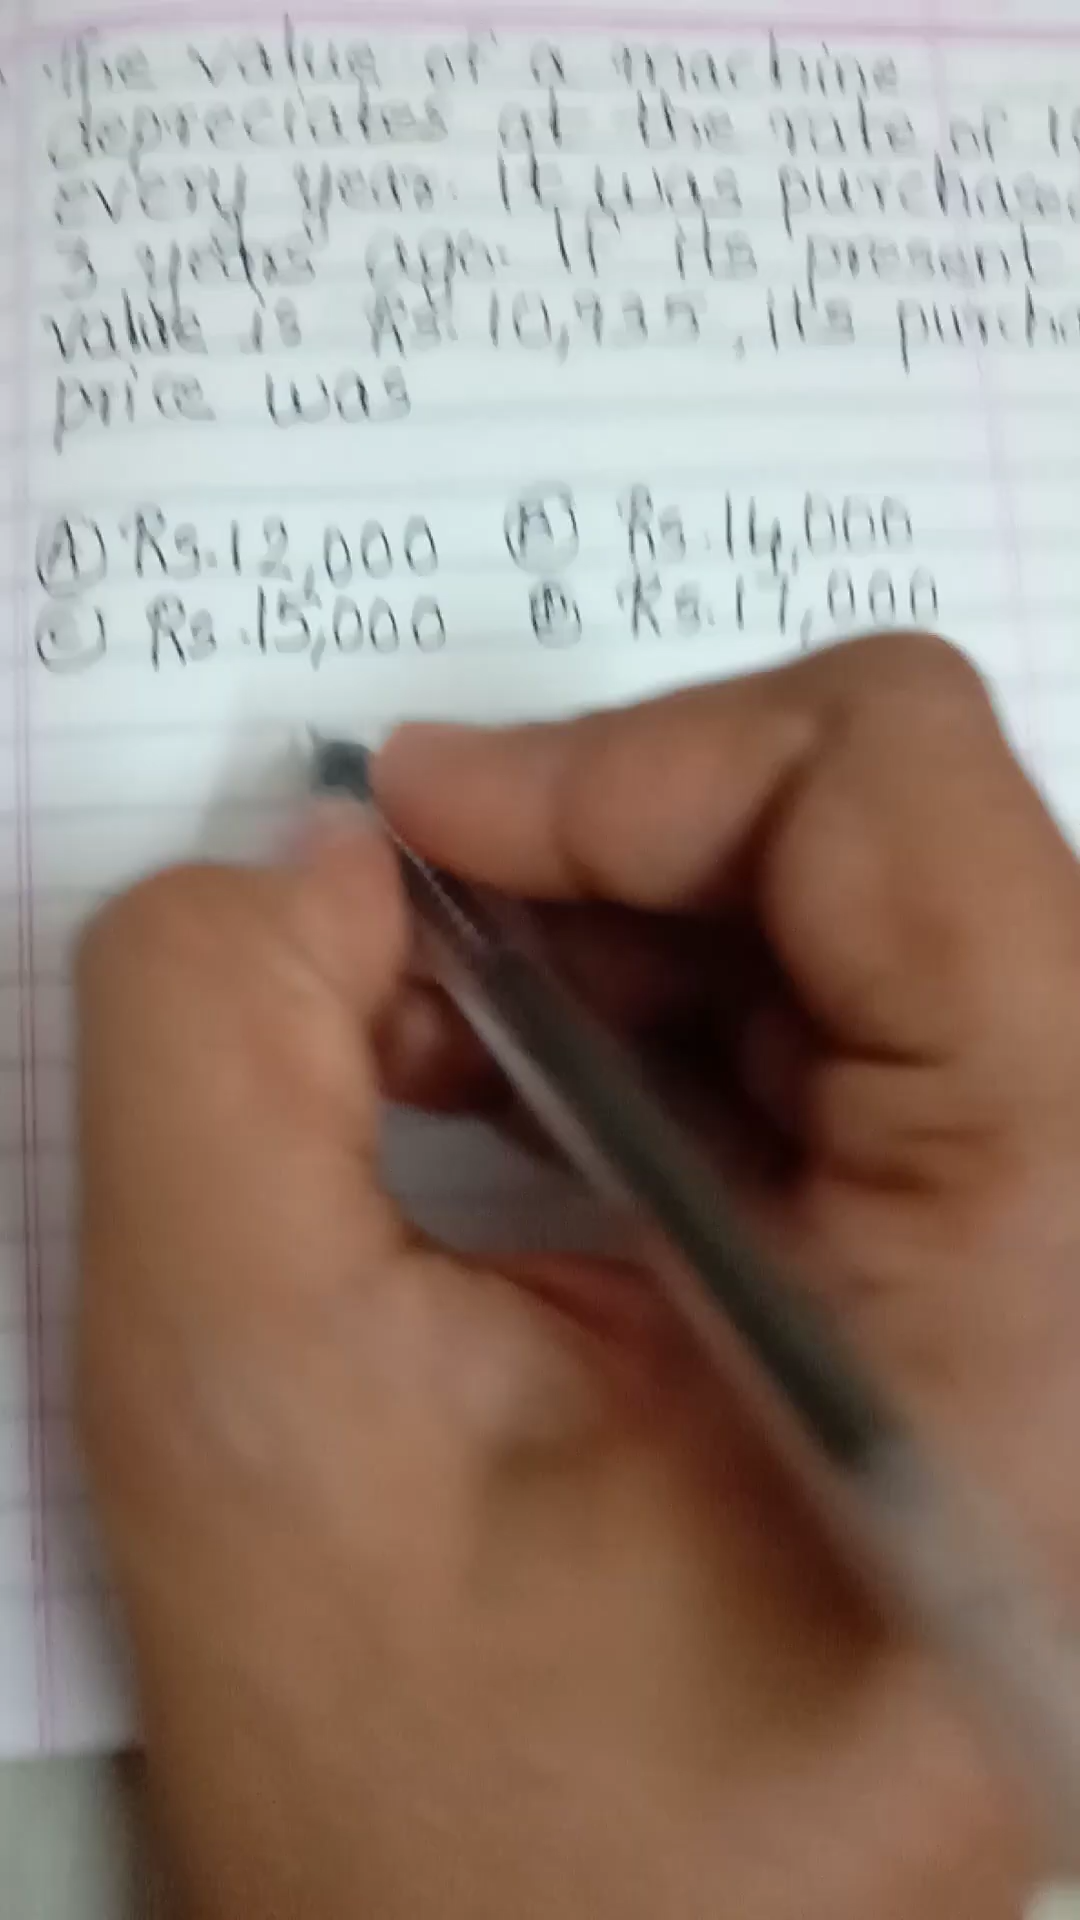 The value of a machine
depreciates at the rate of 10
every year. It was purchased
3 years ago. If its present
value is Rs. 10,935, its purcha
price was
(A) Rs.12,000 (B) Rs.14,000
(C) Rs.15,000 (D) Rs.17,000